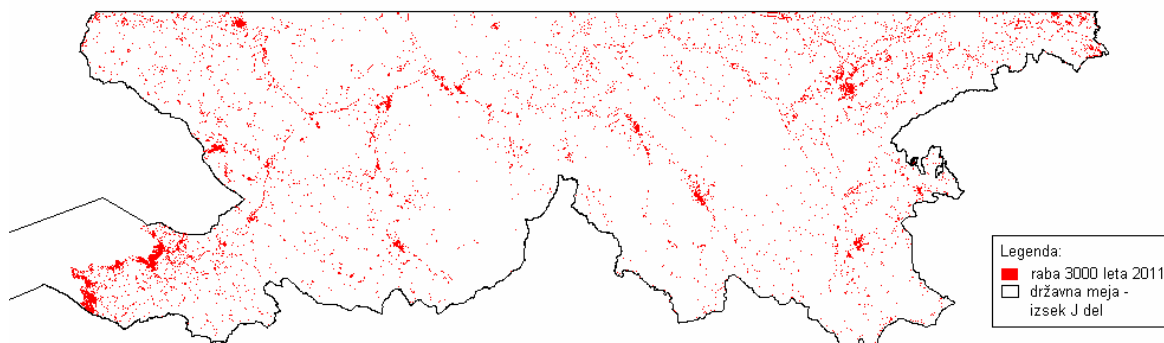 Legenda:
raba 3000 leta 2011
državna meja -
izsek J del